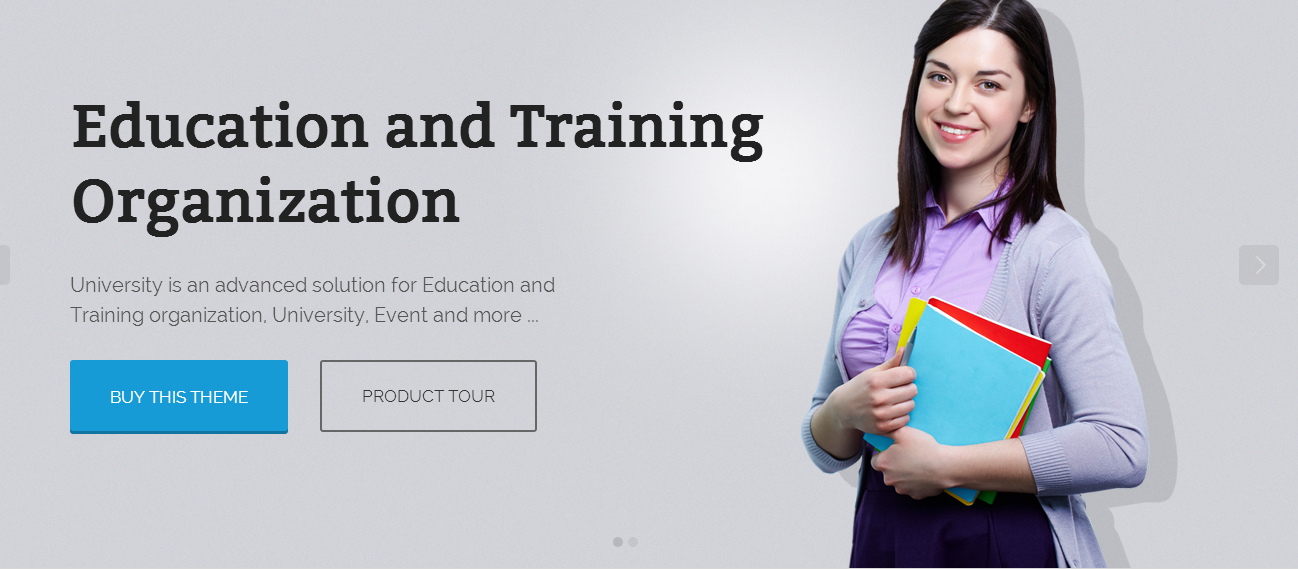 Education and Training
Organization
University is an advanced solution for Education and
Training organization, University, Event and more ...
BUY THIS THEME
PRODUCT TOUR